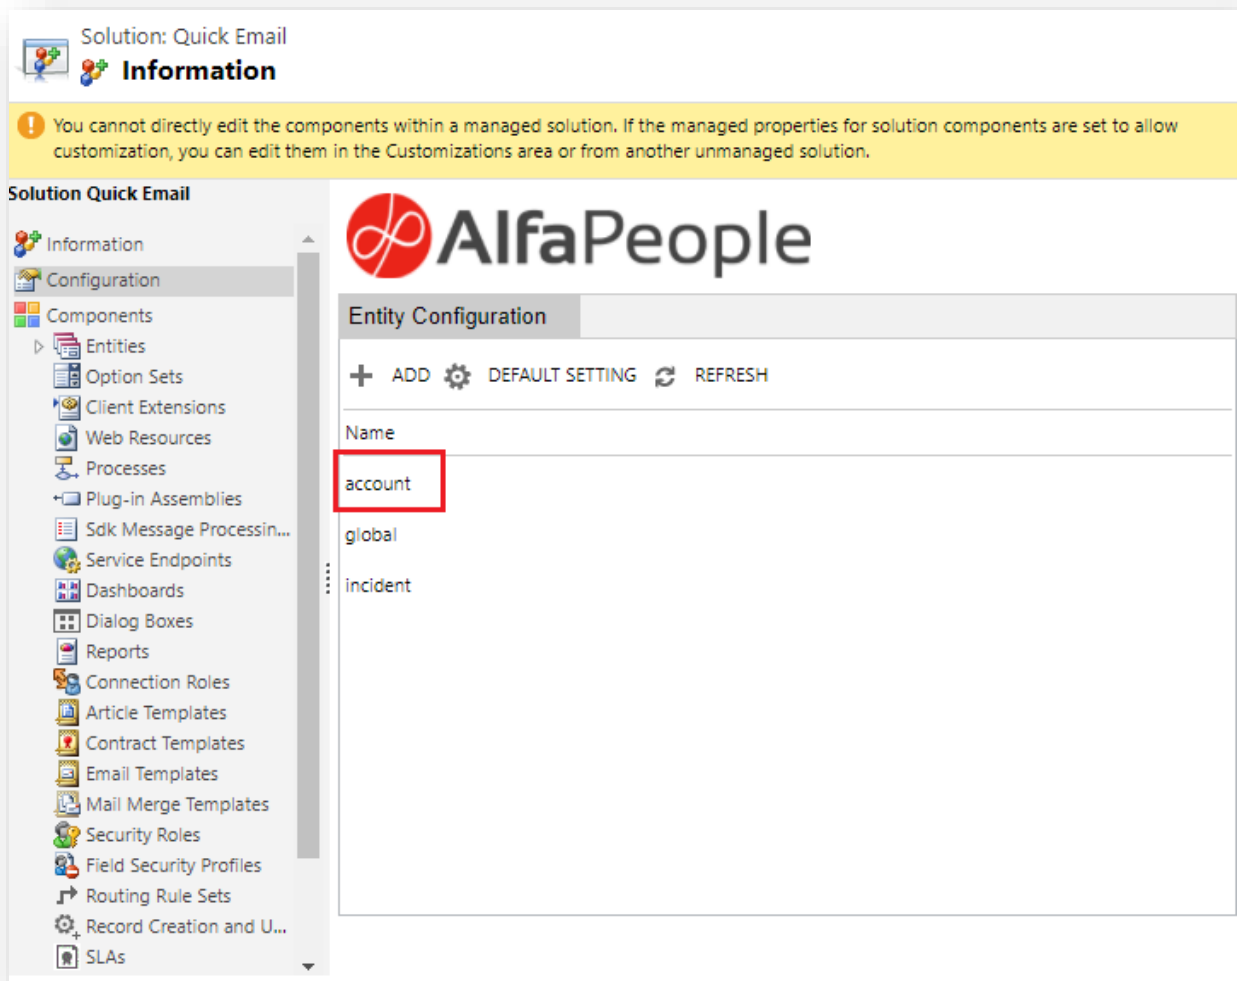 Solution: Quick Email
Information
You cannot directly edit the components within a managed solution. If the managed properties for solution components are set to allow
customization, you can edit them in the Customizations area or from another unmanaged solution.
Solution Quick Email
Information
Configuration
Components
Entities
Option Sets
Client Extensions
Web Resources
Processes
Plug-in Assemblies
Sdk Message Processin...
Service Endpoints
Dashboards
Dialog Boxes
Reports
Connection Roles
Article Templates
Contract Templates
Email Templates
Mail Merge Templates
Security Roles
Field Security Profiles
Routing Rule Sets
Record Creation and U...
SLAs
AlfaPeople
Entity Configuration
ADD DEFAULT SETTING REFRESH
Name
account
global
incident